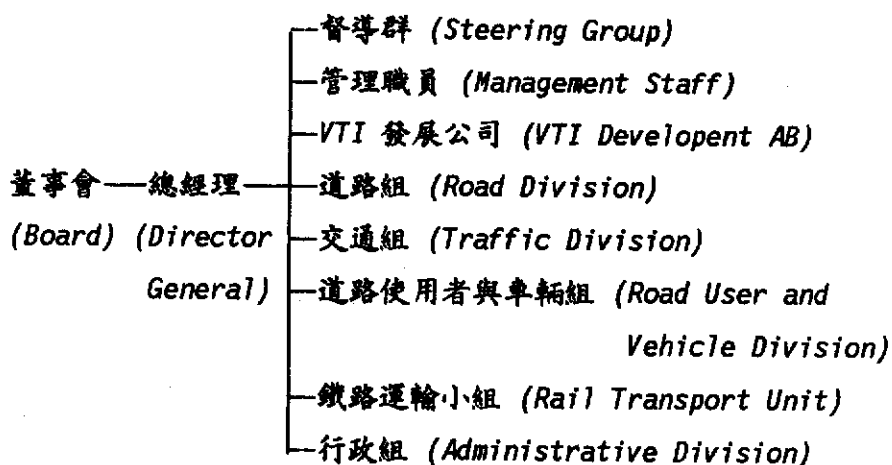 督導群 (Steering Group)
管理職員 (Management Staff)
VTI 發展公司 (VTI Developent AB)
董事會 總經理 道路組 (Road Division)
(Board) (Director 交通組 (Traffic Division)
General) 道路使用者與車輛組 (Road User and
Vehicle Division)
鐵路運輸小組 (Rail Transport Unit)
行政組 (Administrative Division)